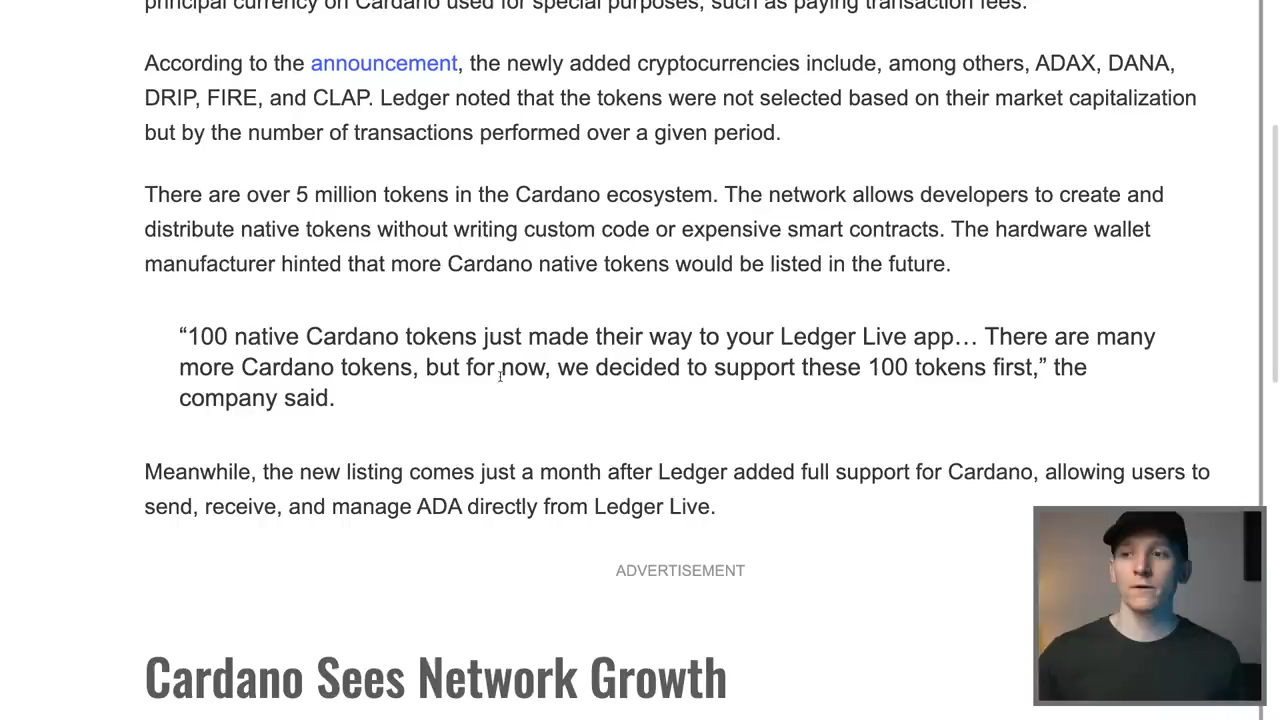 principal currency on Cardano used for special purposes, such as paying transaction fees.
According to the announcement, the newly added cryptocurrencies include, among others, ADAX, DANA,
DRIP, FIRE, and CLAP. Ledger noted that the tokens were not selected based on their market capitalization
but by the number of transactions performed over a given period.
There are over 5 million tokens in the Cardano ecosystem. The network allows developers to create and
distribute native tokens without writing custom code or expensive smart contracts. The hardware wallet
manufacturer hinted that more Cardano native tokens would be listed in the future.
“100 native Cardano tokens just made their way to your Ledger Live app… There are many
more Cardano tokens, but for now, we decided to support these 100 tokens first,” the
company said.
Meanwhile, the new listing comes just a month after Ledger added full support for Cardano, allowing users to
send, receive, and manage ADA directly from Ledger Live.
ADVERTISEMENT
Cardano Sees Network Growth